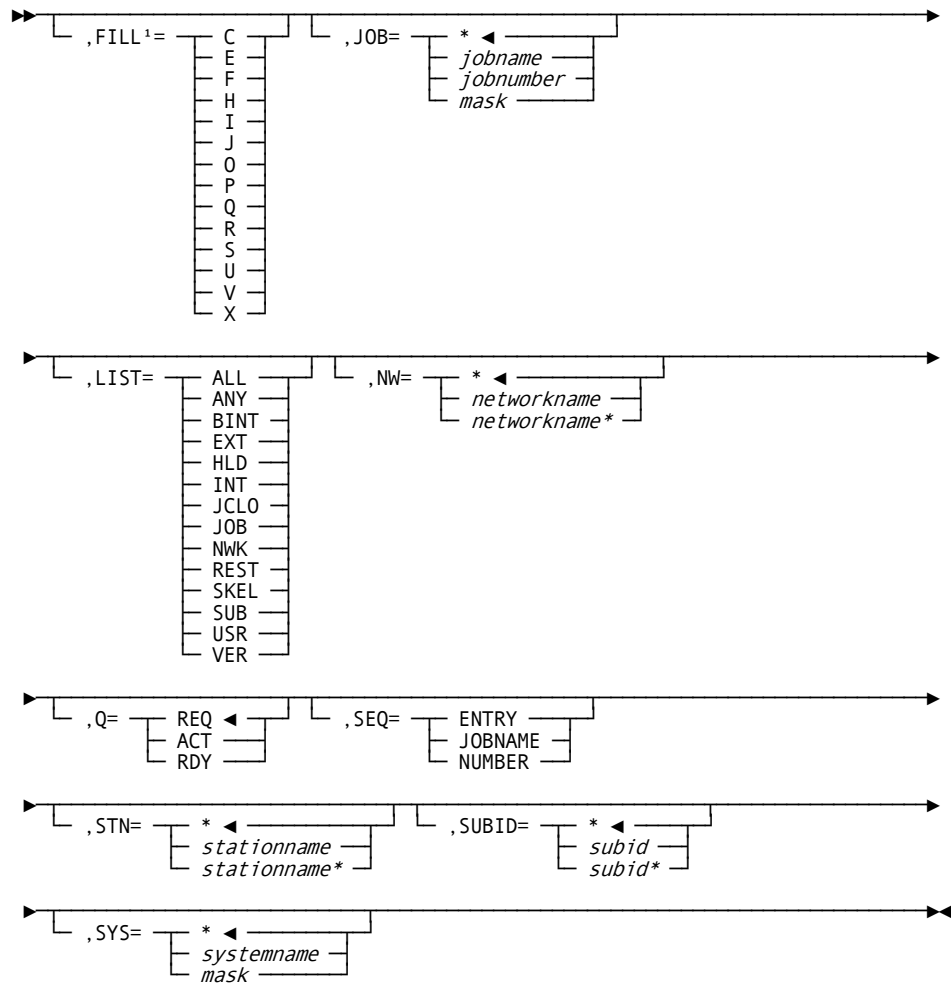 ,FILL¹= C ,JOB= * ◄
E jobname
F jobnumber
H mask
I
J
O
P
Q
R
S
U
V
X
,LIST= ALL ,NW= * ◄
ANY networkname
BINT networkname*
EXT
HLD
INT
JCLO
JOB
NWK
REST
SKEL
SUB
USR
VER
,Q= REQ ◄ ,SEQ= ENTRY
ACT JOBNAME
RDY NUMBER
,STN= * ◄ ,SUBID= * ◄
stationname subid
stationname* subid*
,SYS= * ◄
systemname
mask